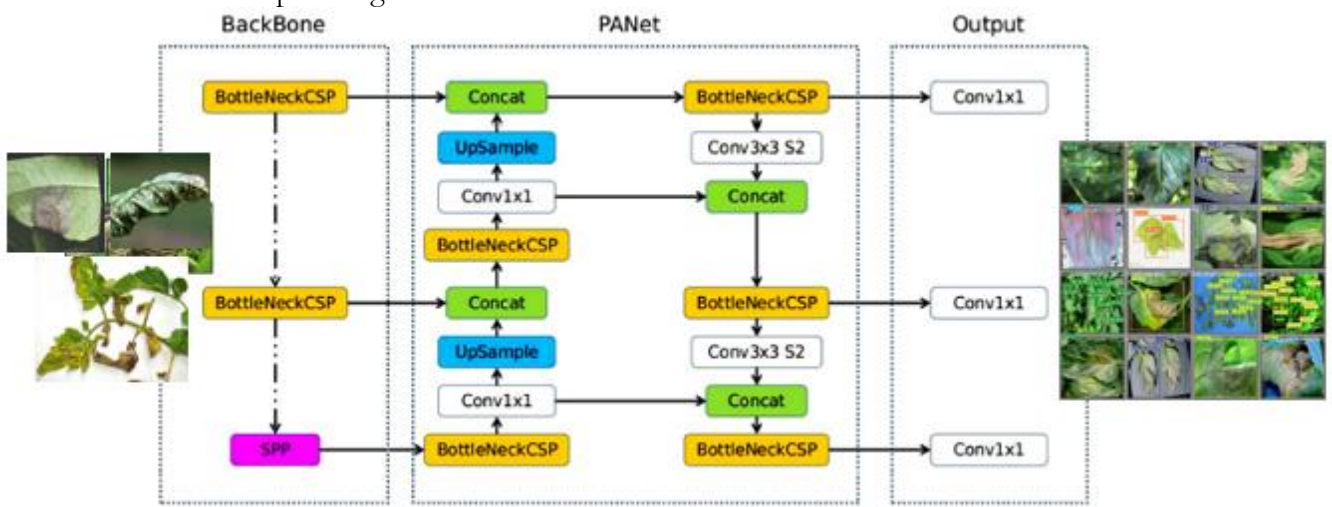 BackBone PANet Output
BottleNeckCSP Concat BottleNeckCSP Conv1x1
UpSample Conv3x3 S2
Conv1x1 Concat
BottleNeckCSP
BottleNeckCSP Concat BottleNeckCSP Conv1x1
UpSample Conv3x3 S2
Conv1x1 Concat
SPP BottleNeckCSP BottleNeckCSP Conv1x1